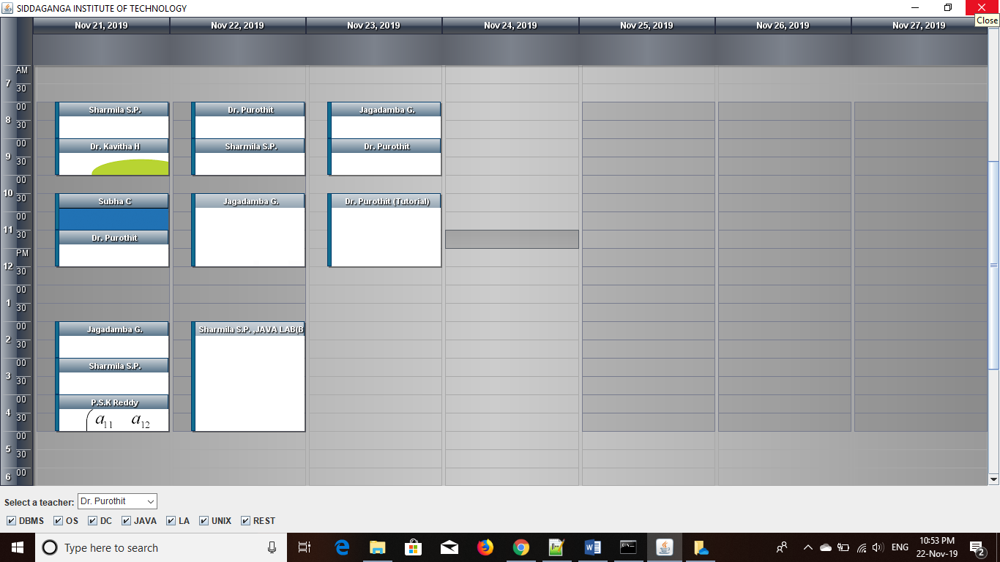 SIDDAGANGA INSTITUTE OF TECHNOLOGY
Close
Nov 21, 2019 Nov 22, 2019 Nov 23, 2019 Nov 24, 2019 Nov 25, 2019 Nov 26, 2019 Nov 27, 2019
AM
7
30
00
8
30
00
9
30
00
10
30
00
11
30
PM
12
30
00
1
30
00
2
30
00
3
30
00
4
30
00
5
30
00
6
Sharmila S.P.
Dr. Kavitha H
Subha C
Dr. Purothit
Jagadamba G.
Sharmila S.P.
P.S.K Reddy
a11 a12
Dr. Purothit
Sharmila S.P.
Jagadamba G.
Sharmila S.P. ,JAVA LAB(B
Jagadamba G.
Dr. Purothit
Dr. Purothit (Tutorial)
Select a teacher: Dr. Purothit
DBMS OS DC JAVA LA UNIX REST
Type here to search
ENG
10:53 PM
22-Nov-19
2